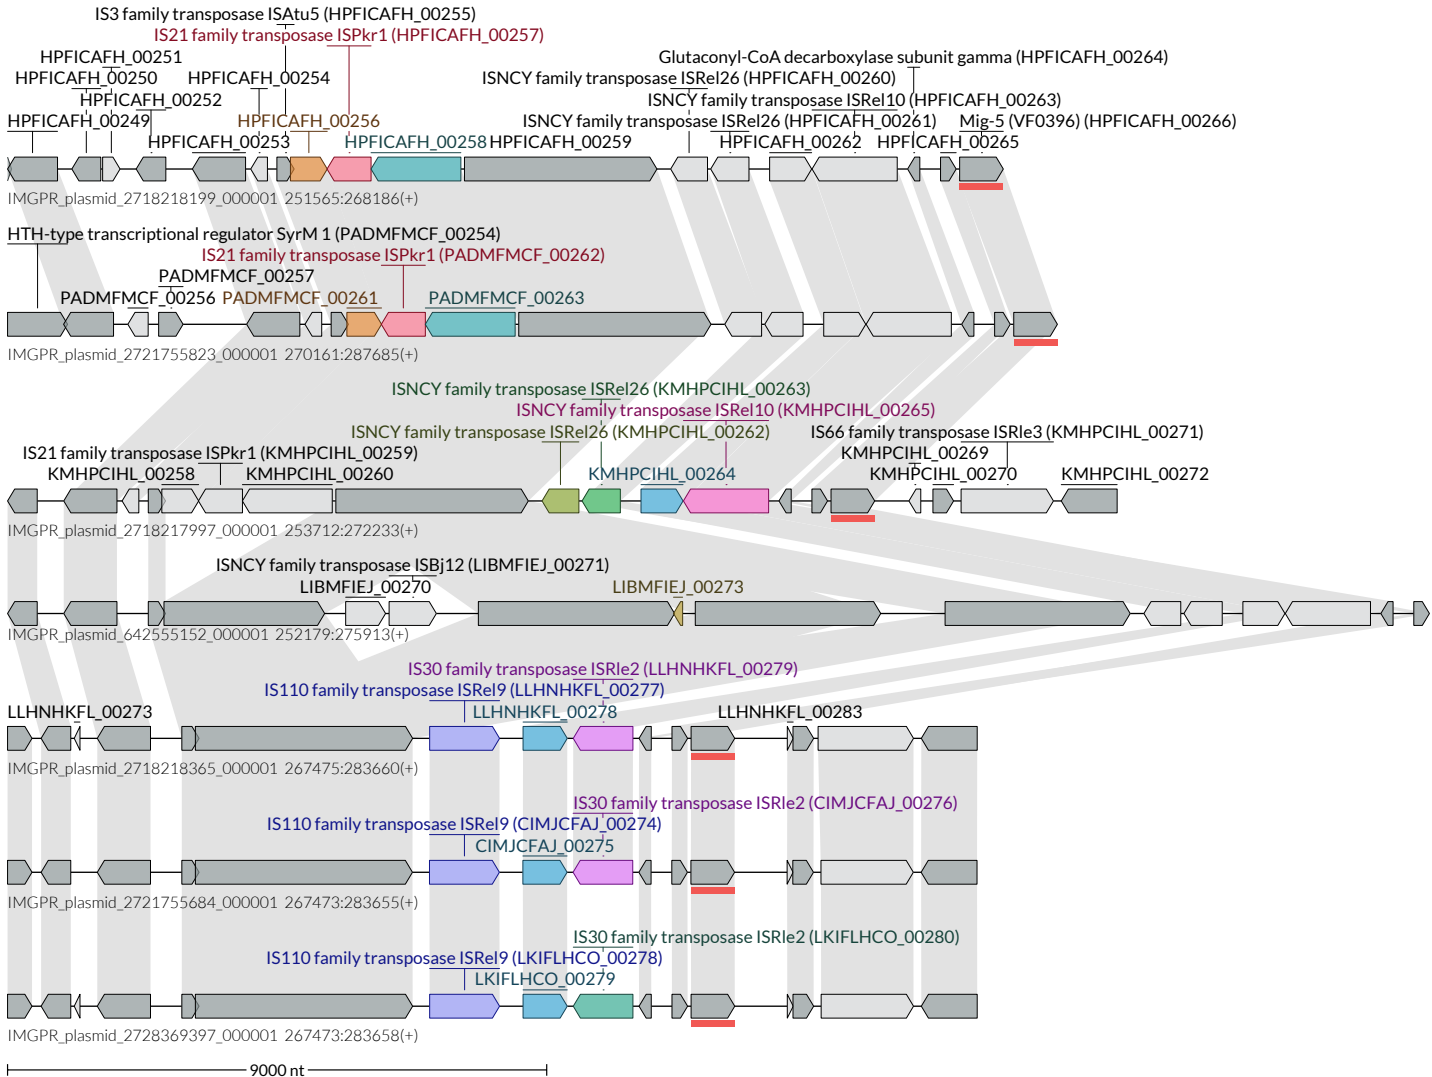 IS3 family transposase ISAtu5 (HPFICAFH_00255)
IS21 family transposase ISPkr1 (HPFICAFH_00257)
HPFICAFH_00251
Glutaconyl-CoA decarboxylase subunit gamma (HPFICAFH_00264)
HPFICAFH_00250
HPFICAFH_00254
ISNCY family transposase ISRel26 (HPFICAFH_00260)
HPFICAFH_00252
ISNCY family transposase ISRel10 (HPFICAFH_00263)
HPFICAFH_00249
HPFICAFH_00256
ISNCY family transposase ISRel26 (HPFICAFH_00261)
Mig-5 (VF0396) (HPFICAFH_00266)
HPFICAFH_00253
HPFICAFH_00258
HPFICAFH_00259
HPFICAFH_00262
HPFICAFH_00265
IMGPR_plasmid_2718218199_000001 251565:268186(+)
HTH-type transcriptional regulator SyrM 1 (PADMFMCF_00254)
IS21 family transposase ISPkr1 (PADMFMCF_00262)
PADMFMCF_00257
PADMFMCF_00256
PADMFMCF_00261
PADMFMCF_00263
IMGPR_plasmid_2721755823_000001 270161:287685(+)
ISNCY family transposase ISRel26 (KMHPCIHL_00263)
ISNCY family transposase ISRel10 (KMHPCIHL_00265)
ISNCY family transposase ISRel26 (KMHPCIHL_00262)
IS66 family transposase ISRle3 (KMHPCIHL_00271)
IS21 family transposase ISPkr1 (KMHPCIHL_00259)
KMHPCIHL_00269
KMHPCIHL_00258
KMHPCIHL_00260
KMHPCIHL_00264
KMHPCIHL_00270
KMHPCIHL_00272
IMGPR_plasmid_2718217997_000001 253712:272233(+)
ISNCY family transposase ISBj12 (LIBMFIEJ_00271)
LIBMFIEJ_00270
LIBMFIEJ_00273
IMGPR_plasmid_642555152_000001 252179:275913(+)
IS30 family transposase ISRle2 (LLHNHKFL_00279)
IS110 family transposase ISRel9 (LLHNHKFL_00277)
LLHNHKFL_00273
LLHNHKFL_00278
LLHNHKFL_00283
IMGPR_plasmid_2718218365_000001 267475:283660(+)
IS30 family transposase ISRle2 (CIMJCFAJ_00276)
IS110 family transposase ISRel9 (CIMJCFAJ_00274)
CIMJCFAJ_00275
IMGPR_plasmid_2721755684_000001 267473:283655(+)
IS30 family transposase ISRle2 (LKIFLHCO_00280)
IS110 family transposase ISRel9 (LKIFLHCO_00278)
LKIFLHCO_00279
IMGPR_plasmid_2728369397_000001 267473:283658(+)
9000 nt